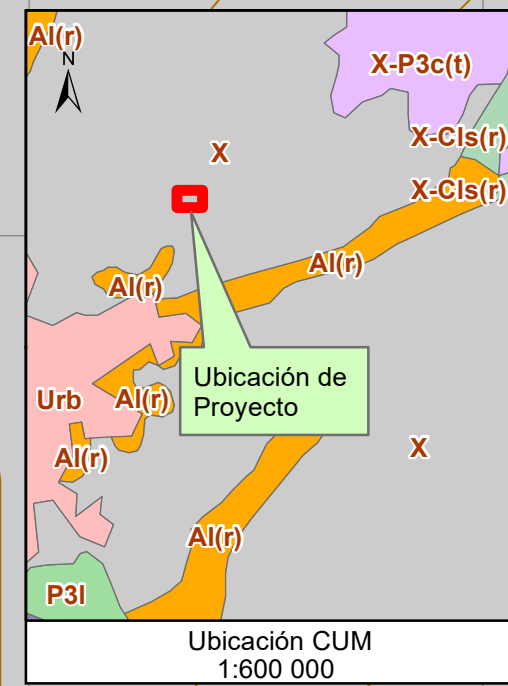 Al(r)
N
X-P3c(t)
X-Cls(r)
X
X-Cls(r)
Al(r)
Al(r)
Ubicación de
Proyecto
Urb
Al(r)
X
Al(r)
Al(r)
P3l
Ubicación CUM
1:600 000